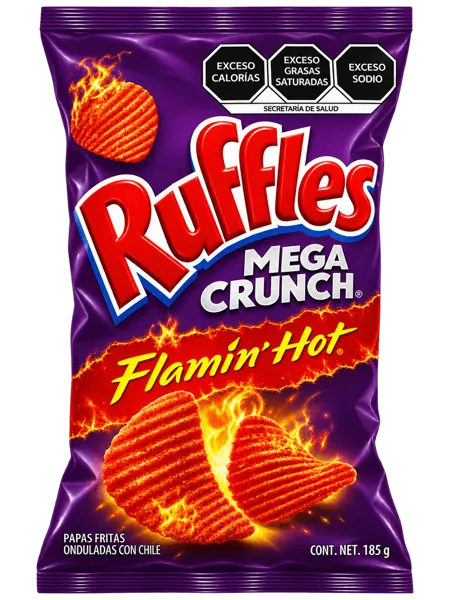 EXCESO
CALORÍAS
EXCESO
GRASAS
SATURADAS
EXCESO
SODIO
SECRETARÍA DE SALUD
Ruffles
MEGA
CRUNCH®
Flamin' Hot®
PAPAS FRITAS
ONDULADAS CON CHILE
CONT. NET. 185 g